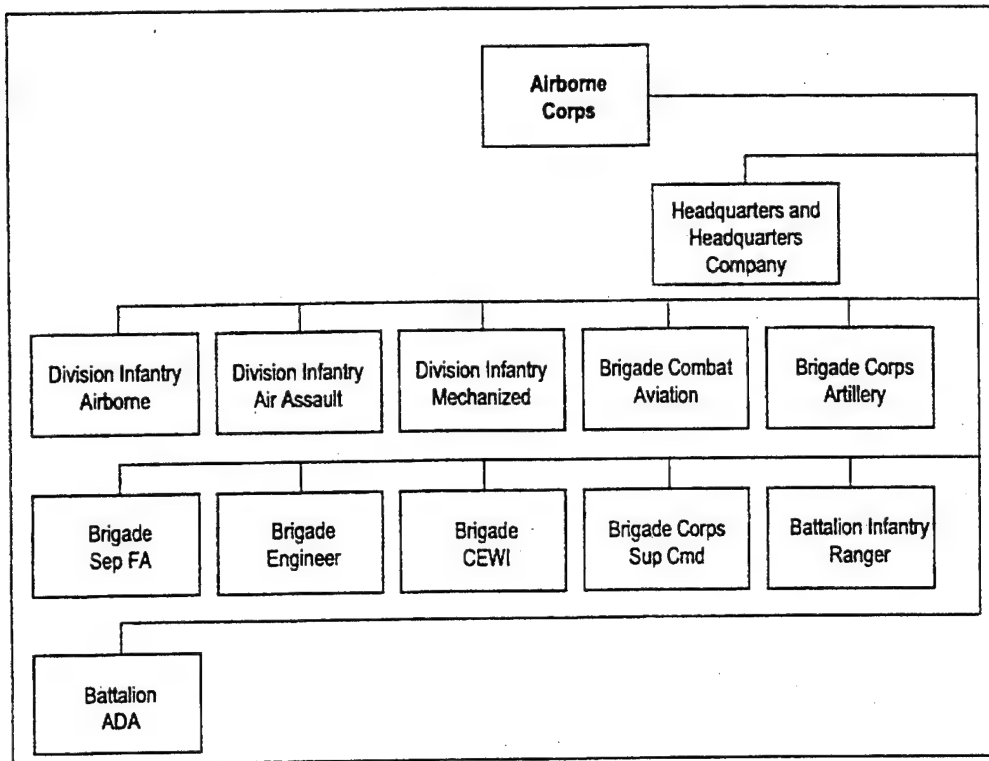 Airborne
Corps
Headquarters and
Headquarters
Company
Division Infantry
Airborne
Division Infantry
Air Assault
Division Infantry
Mechanized
Brigade Combat
Aviation
Brigade Corps
Artillery
Brigade
Sep FA
Brigade
Engineer
Brigade
CEWI
Brigade Corps
Sup Cmd
Battalion Infantry
Ranger
Battalion
ADA